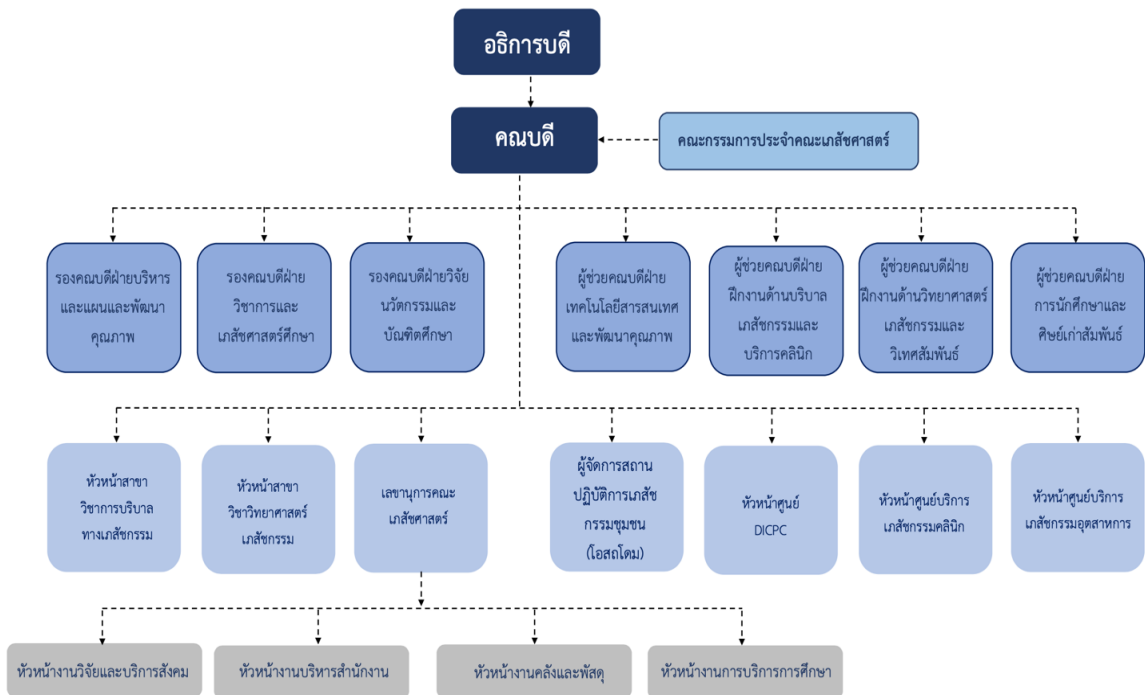 อธิการบดี
คณบดี
คณะกรรมการประจำคณะเภสัชศาสตร์
รองคณบดีฝ่ายบริหาร
และแผนและพัฒนา
คุณภาพ
รองคณบดีฝ่าย
วิชาการและ
เภสัชศาสตร์ศึกษา
รองคณบดีฝ่ายวิจัย
นวัตกรรมและ
บัณฑิตศึกษา
ผู้ช่วยคณบดีฝ่าย
เทคโนโลยีสารสนเทศ
และพัฒนาคุณภาพ
ผู้ช่วยคณบดีฝ่าย
ฝึกงานด้านบริบาล
เภสัชกรรมและ
บริการคลินิก
ผู้ช่วยคณบดีฝ่าย
ฝึกงานด้านวิทยาศาสตร์
เภสัชกรรมและ
วิเทศสัมพันธ์
ผู้ช่วยคณบดีฝ่าย
การนักศึกษาและ
ศิษย์เก่าสัมพันธ์
หัวหน้าสาขา
วิชาการบริบาล
ทางเภสัชกรรม
หัวหน้าสาขา
วิชาวิทยาศาสตร์
เภสัชกรรม
เลขานุการคณะ
เภสัชศาสตร์
ผู้จัดการสถาน
ปฏิบัติการเภสัช
กรรมชุมชน
(โอสถโดม)
หัวหน้าศูนย์
DICPC
หัวหน้าศูนย์บริการ
เภสัชกรรมคลินิก
หัวหน้าศูนย์บริการ
เภสัชกรรมอุตสาหการ
หัวหน้างานวิจัยและบริการสังคม
หัวหน้างานบริหารสำนักงาน
หัวหน้างานคลังและพัสดุ
หัวหน้างานการบริการการศึกษา